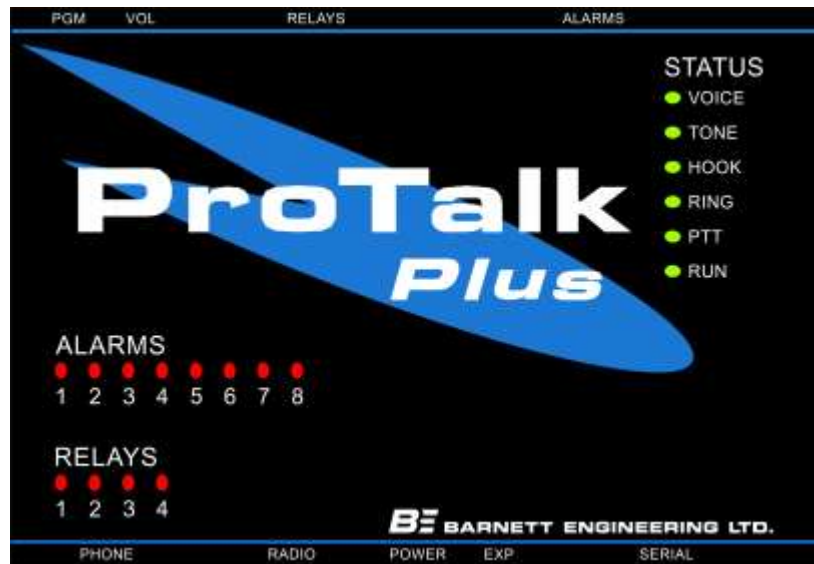 PGM VOL RELAYS ALARMS
STATUS
VOICE
TONE
HOOK
RING
PTT
RUN
ProTalk
Plus
ALARMS
1 2 3 4 5 6 7 8
RELAYS
1 2 3 4
BE BARNETT ENGINEERING LTD.
PHONE RADIO POWER EXP SERIAL